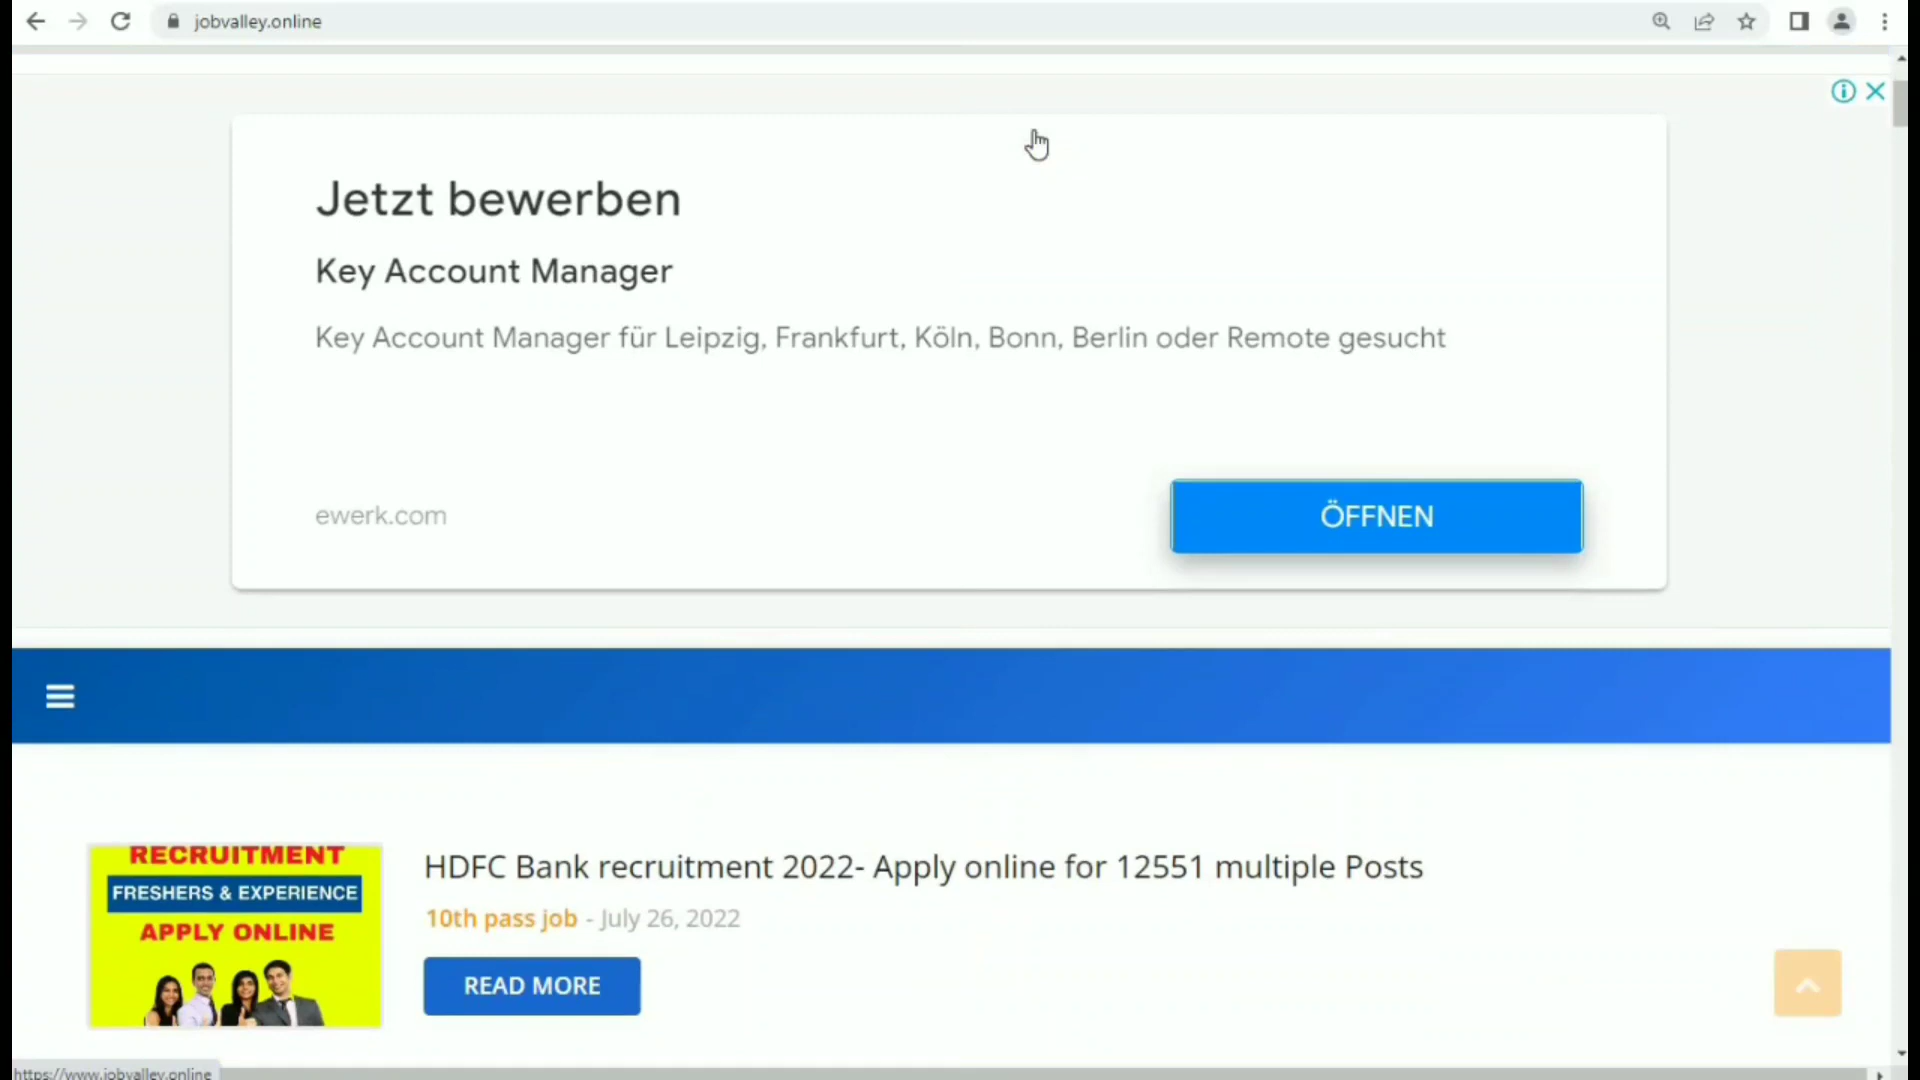 jobvalley.online
Jetzt bewerben
Key Account Manager
Key Account Manager für Leipzig, Frankfurt, Köln, Bonn, Berlin oder Remote gesucht
ewerk.com
ÖFFNEN
RECRUITMENT
FRESHERS & EXPERIENCE
APPLY ONLINE
HDFC Bank recruitment 2022- Apply online for 12551 multiple Posts
10th pass job - July 26, 2022
READ MORE
https://www.jobvalley.online